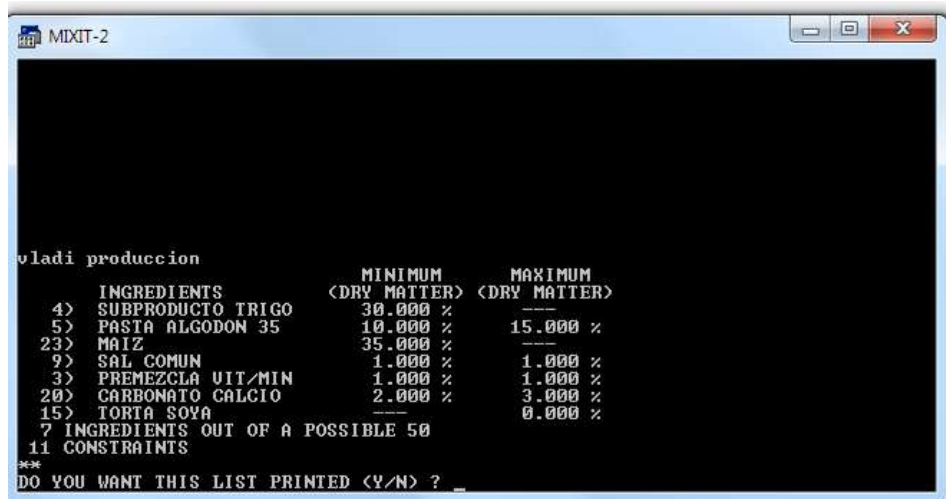 MIXIT-2
vladi produccion
MINIMUM MAXIMUM
INGREDIENTS (DRY MATTER) (DRY MATTER)
4) SUBPRODUCTO TRIGO 30.000 % ---
5) PASTA ALGODON 35 10.000 % 15.000 %
23) MAIZ 35.000 % ---
9) SAL COMUN 1.000 % 1.000 %
3) PREMEZCLA VIT/MIN 1.000 % 1.000 %
20) CARBONATO CALCIO 2.000 % 3.000 %
15) TORTA SOYA --- 0.000 %
7 INGREDIENTS OUT OF A POSSIBLE 50
11 CONSTRAINTS
**
DO YOU WANT THIS LIST PRINTED (Y/N) ? _